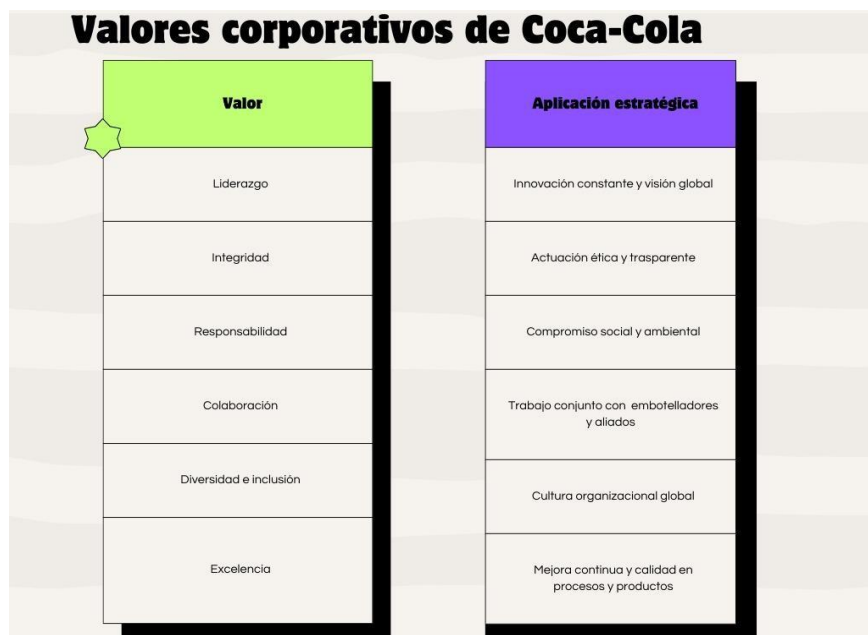 Valores corporativos de Coca-Cola
Valor
Aplicación estratégica
Liderazgo
Innovación constante y visión global
Integridad
Actuación ética y trasparente
Responsabilidad
Compromiso social y ambiental
Colaboración
Trabajo conjunto con embotelladores
y aliados
Diversidad e inclusión
Cultura organizacional global
Excelencia
Mejora continua y calidad en
procesos y productos